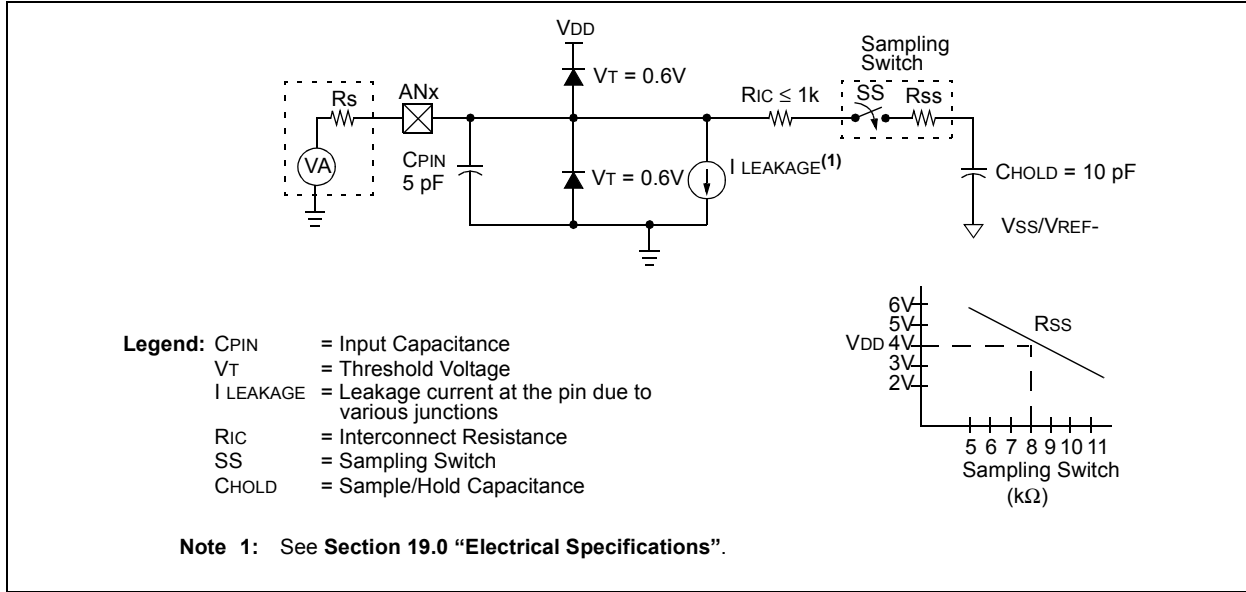 VDD
Sampling
Switch
VT = 0.6V
Rs
ANx
RIC ≤ 1k
SS
Rss
VA
CPIN
5 pF
VT = 0.6V
I LEAKAGE(1)
CHOLD = 10 pF
VSS/VREF-
6V
5V
VDD 4V
3V
2V
RSS
5 6 7 8 9 10 11
Sampling Switch
(kΩ)
Legend: CPIN = Input Capacitance
VT = Threshold Voltage
I LEAKAGE = Leakage current at the pin due to
various junctions
RIC = Interconnect Resistance
SS = Sampling Switch
CHOLD = Sample/Hold Capacitance
Note 1: See Section 19.0 “Electrical Specifications”.